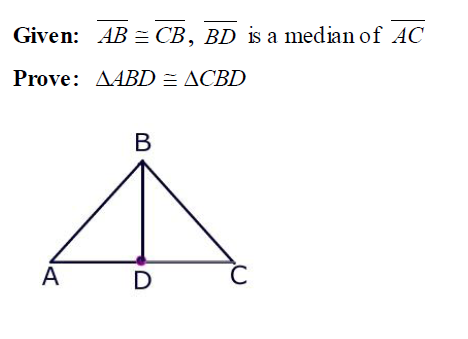 Given: AB ≅ CB, BD is a median of AC
Prove: ΔABD ≅ ΔCBD
B
A D C